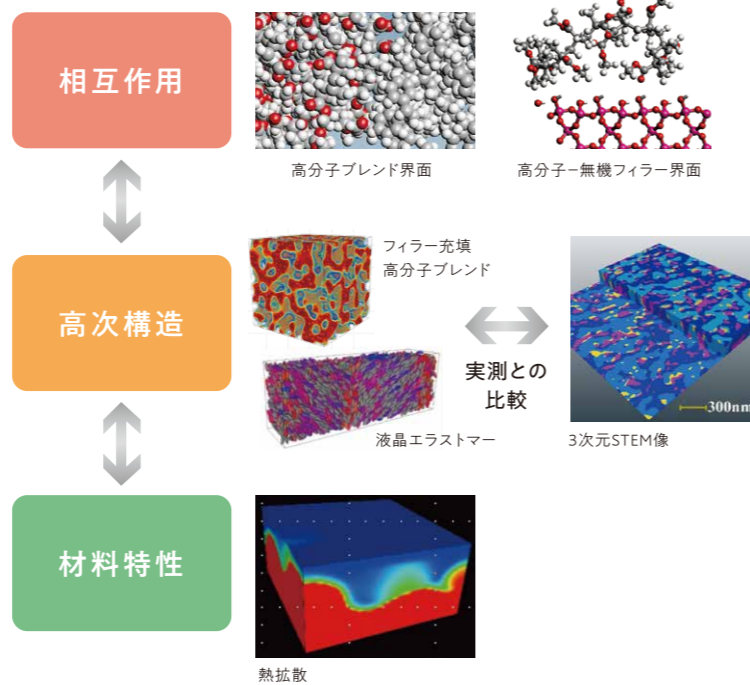 相互作用
高分子ブレンド界面
高分子−無機フィラー界面
高次構造
フィラー充填
高分子ブレンド
実測との
比較
液晶エラストマー
300nm
3次元STEM像
材料特性
熱拡散